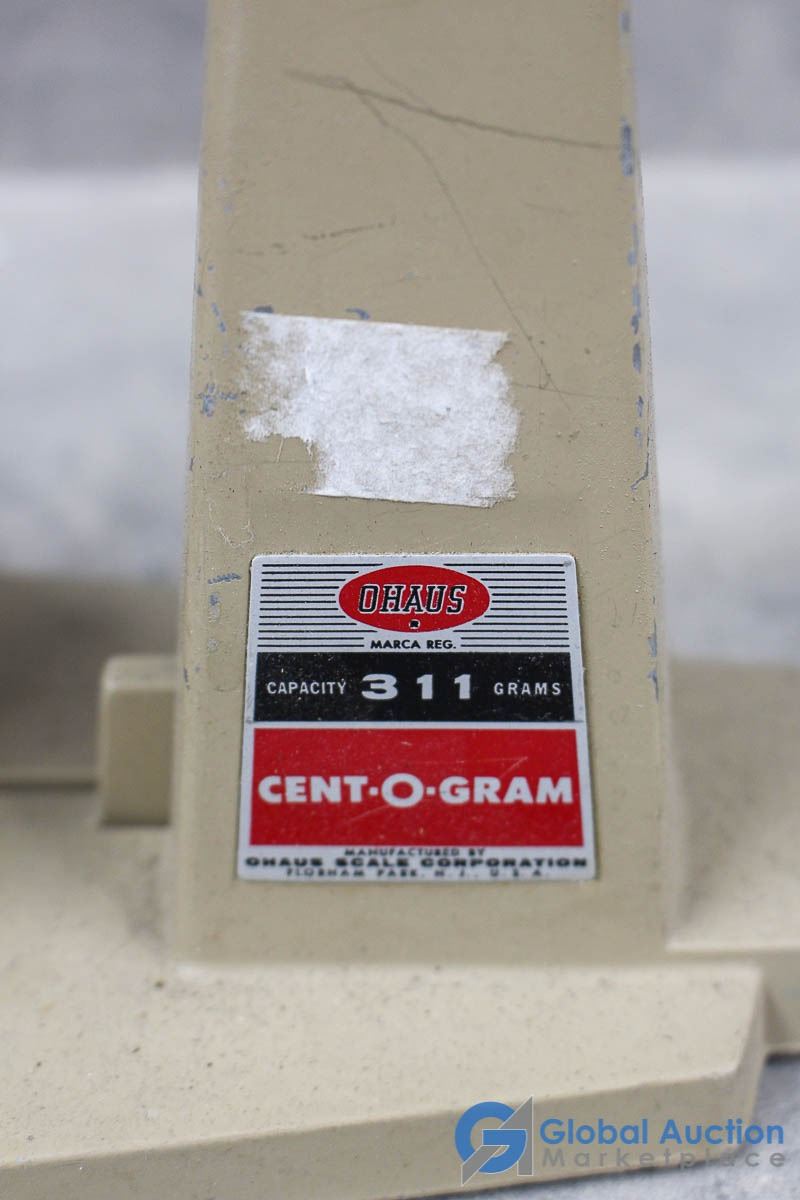 OHAUS
®
MARCA REG.
CAPACITY 311 GRAMS
CENT·O·GRAM
MANUFACTURED BY
OHAUS SCALE CORPORATION
FLORHAM PARK, N. J., U. S. A.
Global Auction
Marketplace